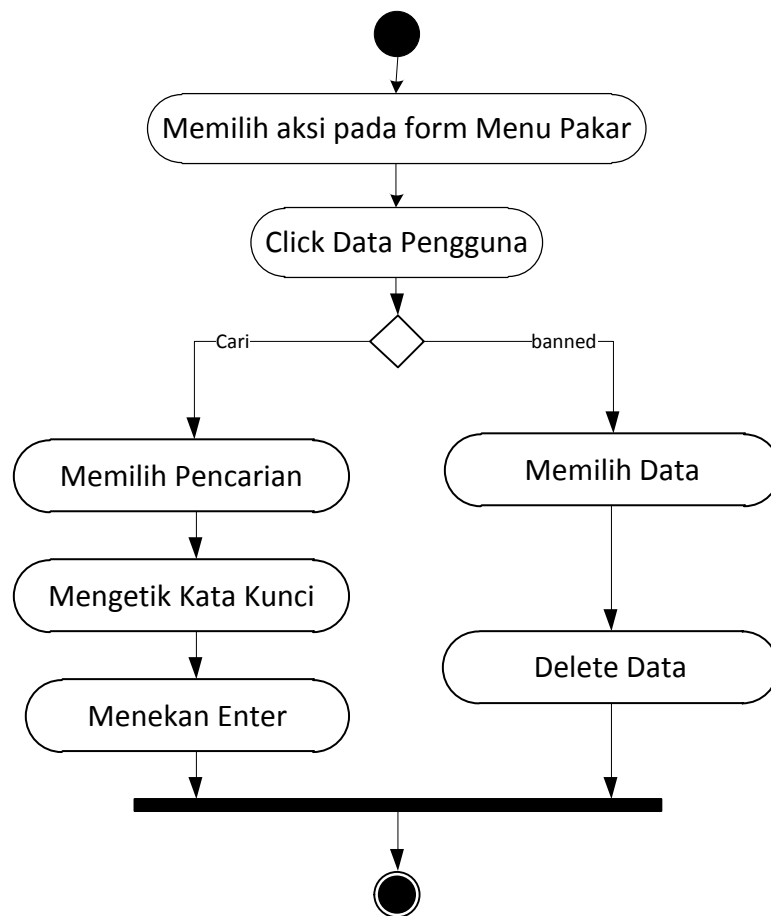 Memilih aksi pada form Menu Pakar
Click Data Pengguna
Cari
banned
Memilih Pencarian
Memilih Data
Mengetik Kata Kunci
Delete Data
Menekan Enter